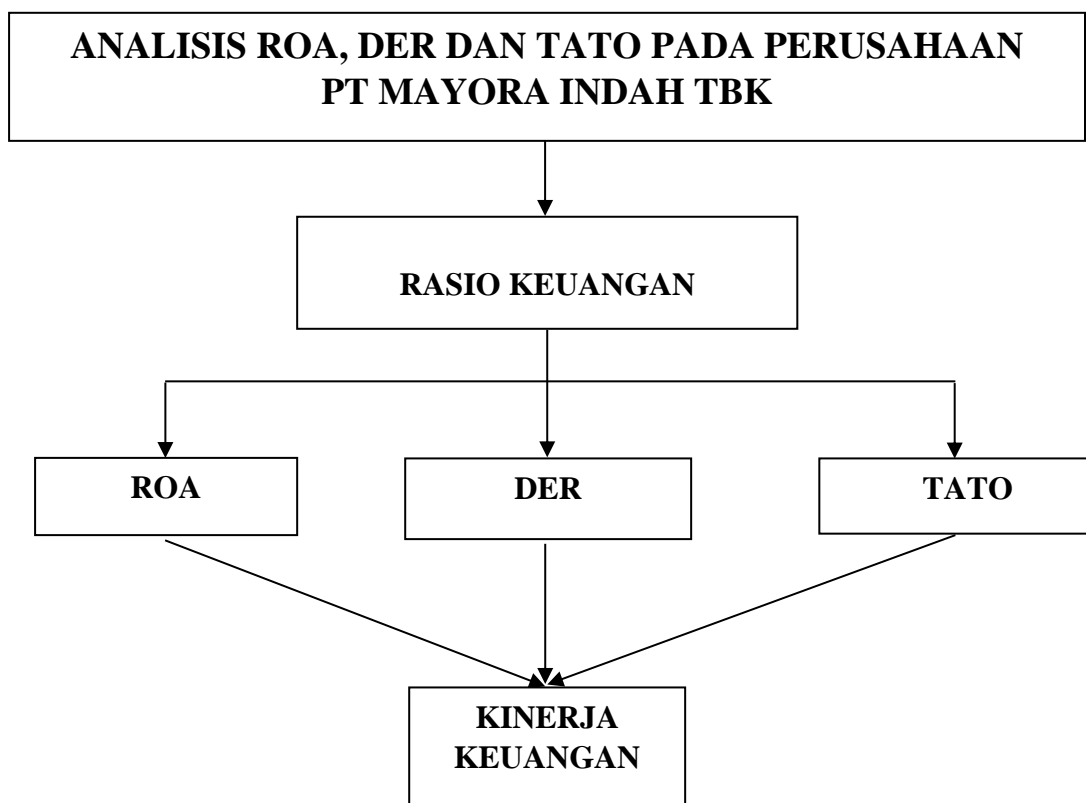 ANALISIS ROA, DER DAN TATO PADA PERUSAHAAN
PT MAYORA INDAH TBK
RASIO KEUANGAN
ROA
DER
TATO
KINERJA
KEUANGAN